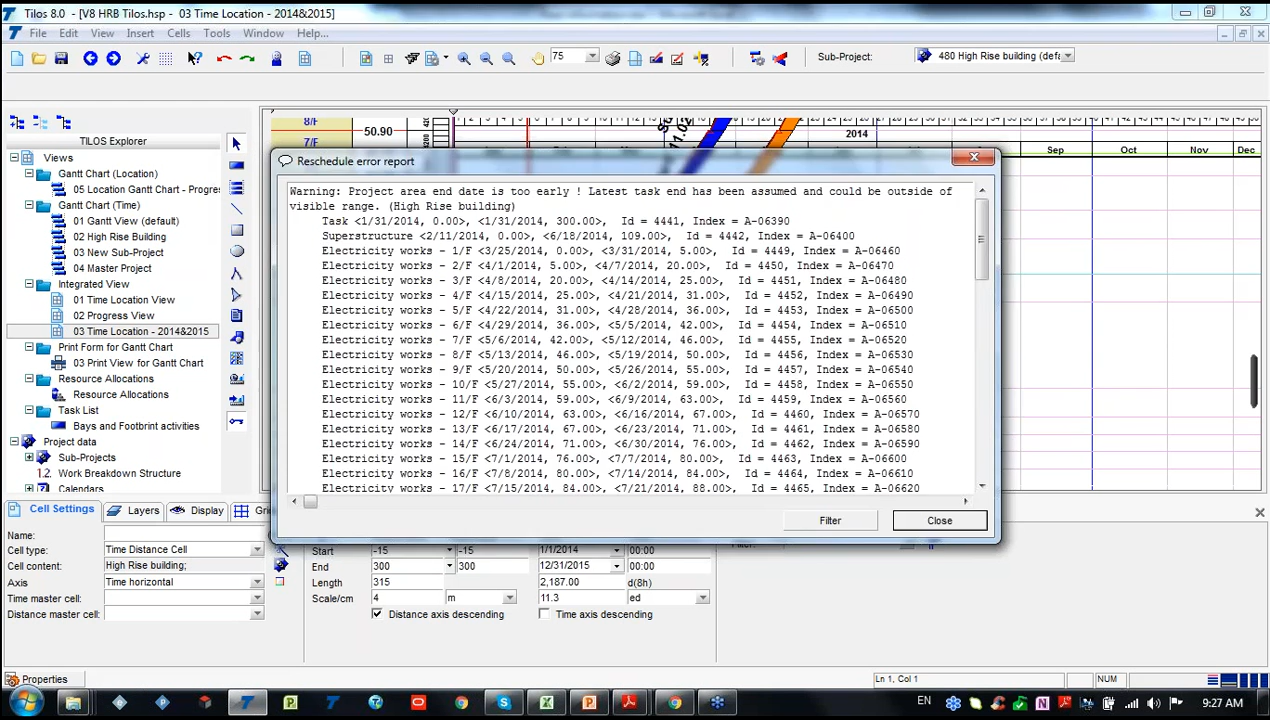 Tilos 8.0 - [V8 HRB Tilos.hsp - 03 Time Location - 2014&2015]
File Edit View Insert Cells Tools Window Help...
75 Sub-Project: 480 High Rise building (defa
8/F
50.90
7/F
2014
Sep Oct Nov Dec
TILOS Explorer
Views
Gantt Chart (Location)
05 Location Gantt Chart - Progres
Gantt Chart (Time)
01 Gantt View (default)
02 High Rise Building
03 New Sub-Project
04 Master Project
Integrated View
01 Time Location View
02 Progress View
03 Time Location - 2014&2015
Print Form for Gantt Chart
03 Print View for Gantt Chart
Resource Allocations
Resource Allocations
Task List
Bays and Footprint activities
Project data
Sub-Projects
Work Breakdown Structure
Calendars
Reschedule error report
Warning: Project area end date is too early ! Latest task end has been assumed and could be outside of
visible range. (High Rise building)
Task <1/31/2014, 0.00>, <1/31/2014, 300.00>, Id = 4441, Index = A-06390
Superstructure <2/11/2014, 0.00>, <6/18/2014, 109.00>, Id = 4442, Index = A-06400
Electricity works - 1/F <3/25/2014, 0.00>, <3/31/2014, 5.00>, Id = 4449, Index = A-06460
Electricity works - 2/F <4/1/2014, 5.00>, <4/7/2014, 20.00>, Id = 4450, Index = A-06470
Electricity works - 3/F <4/8/2014, 20.00>, <4/14/2014, 25.00>, Id = 4451, Index = A-06480
Electricity works - 4/F <4/15/2014, 25.00>, <4/21/2014, 31.00>, Id = 4452, Index = A-06490
Electricity works - 5/F <4/22/2014, 31.00>, <4/28/2014, 36.00>, Id = 4453, Index = A-06500
Electricity works - 6/F <4/29/2014, 36.00>, <5/5/2014, 42.00>, Id = 4454, Index = A-06510
Electricity works - 7/F <5/6/2014, 42.00>, <5/12/2014, 46.00>, Id = 4455, Index = A-06520
Electricity works - 8/F <5/13/2014, 46.00>, <5/19/2014, 50.00>, Id = 4456, Index = A-06530
Electricity works - 9/F <5/20/2014, 50.00>, <5/26/2014, 55.00>, Id = 4457, Index = A-06540
Electricity works - 10/F <5/27/2014, 55.00>, <6/2/2014, 59.00>, Id = 4458, Index = A-06550
Electricity works - 11/F <6/3/2014, 59.00>, <6/9/2014, 63.00>, Id = 4459, Index = A-06560
Electricity works - 12/F <6/10/2014, 63.00>, <6/16/2014, 67.00>, Id = 4460, Index = A-06570
Electricity works - 13/F <6/17/2014, 67.00>, <6/23/2014, 71.00>, Id = 4461, Index = A-06580
Electricity works - 14/F <6/24/2014, 71.00>, <6/30/2014, 76.00>, Id = 4462, Index = A-06590
Electricity works - 15/F <7/1/2014, 76.00>, <7/7/2014, 80.00>, Id = 4463, Index = A-06600
Electricity works - 16/F <7/8/2014, 80.00>, <7/14/2014, 84.00>, Id = 4464, Index = A-06610
Electricity works - 17/F <7/15/2014, 84.00>, <7/21/2014, 88.00>, Id = 4465, Index = A-06620
Filter Close
Cell Settings Layers Display Gri
Name:
Cell type: Time Distance Cell
Cell content: High Rise building;
Axis Time horizontal
Time master cell:
Distance master cell:
Start -15 -15 1/1/2014 00:00
End 300 300 12/31/2015 00:00
Length 315 2,187.00 d(8h)
Scale/cm 4 m 11.3 ed
Distance axis descending Time axis descending
Properties Ln 1, Col 1 NUM
EN 9:27 AM